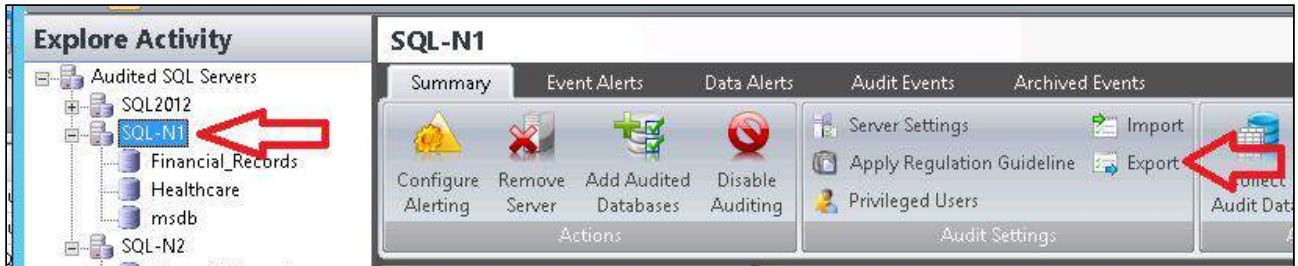 Explore Activity
Audited SQL Servers
SQL2012
SQL-N1
Financial_Records
Healthcare
msdb
SQL-N2
SQL-N1
Summary
Event Alerts
Data Alerts
Audit Events
Archived Events
Configure Alerting
Remove Server
Add Audited Databases
Disable Auditing
Actions
Server Settings
Apply Regulation Guideline
Privileged Users
Import
Export
Audit Settings
Audit Dat